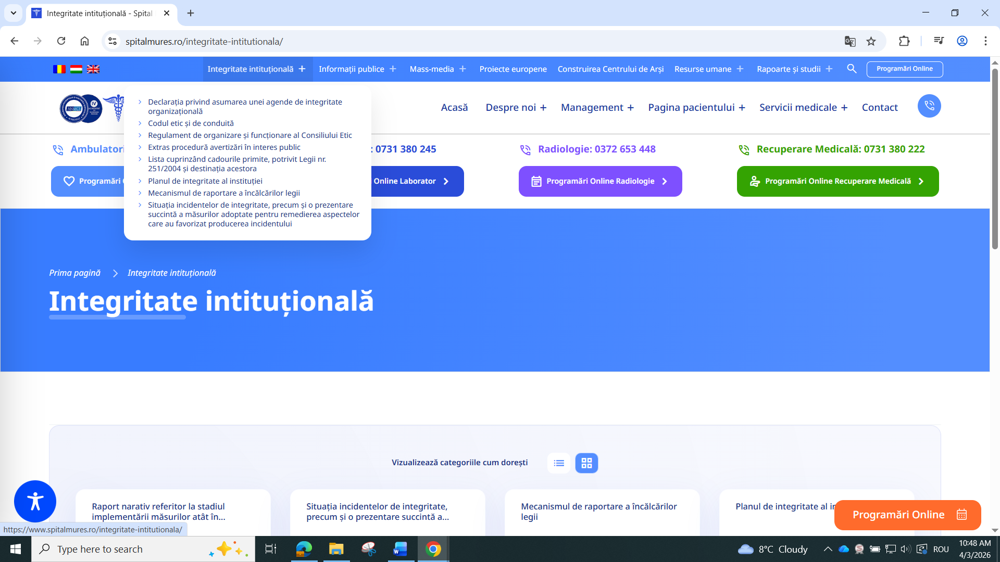 Integritate intituțională - Spital
spitalmures.ro/integritate-intitutionala/
Integritate intituțională
Informații publice
Mass-media
Proiecte europene
Construirea Centrului de Arși
Resurse umane
Rapoarte și studii
Programări Online
ANMCS
IV
Acasă
Despre noi
Management
Pagina pacientului
Servicii medicale
Contact
Declarația privind asumarea unei agende de integritate
organizațională
Codul etic și de conduită
Regulament de organizare și funcționare al Consiliului Etic
Extras procedură avertizări în interes public
Lista cuprinzând cadourile primite, potrivit Legii nr.
251/2004 și destinația acestora
Planul de integritate al instituției
Mecanismul de raportare a încălcărilor legii
Situația incidentelor de integritate, precum și o prezentare
succintă a măsurilor adoptate pentru remedierea aspectelor
care au favorizat producerea incidentului
Ambulatori
: 0731 380 245
Radiologie: 0372 653 448
Recuperare Medicală: 0731 380 222
Programări
Online Laborator
Programări Online Radiologie
Programări Online Recuperare Medicală
Prima pagină
Integritate intituțională
Integritate intituțională
Vizualizează categoriile cum dorești
Raport narativ referitor la stadiul
implementării măsurilor atât în...
Situația incidentelor de integritate,
precum și o prezentare succintă a...
Mecanismul de raportare a încălcărilor
legii
Planul de integritate al
Programări Online
https://www.spitalmures.ro/integritate-intitutionala/
Type here to search
8°C Cloudy
ROU
10:48 AM
4/3/2026